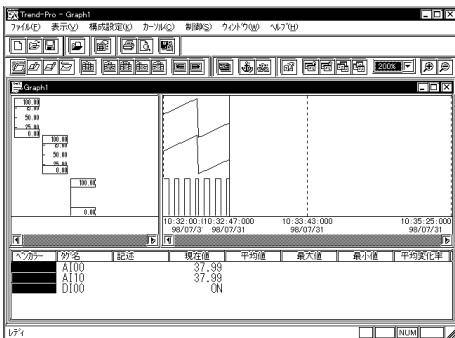 Trend-Pro - Graph1
ファイル(F) 表示(V) 構成設定(K) カーソル(C) 制御(S) ウィンドウ(W) ヘルプ(H)
200%
Graph1
100.00
50.00
25.00
0.00
100.00
50.00
25.00
0.00
100.00
0.00
10:32:00:0 10:32:47:000 10:33:43:000 10:35:25:000
98/07/3 98/07/31 98/07/31 98/07/31
ペンカラー タグ名 記述 現在値 平均値 最大値 最小値 平均変化率
AI00 37.99
AI10 37.99
DI00 ON
レディ NUM